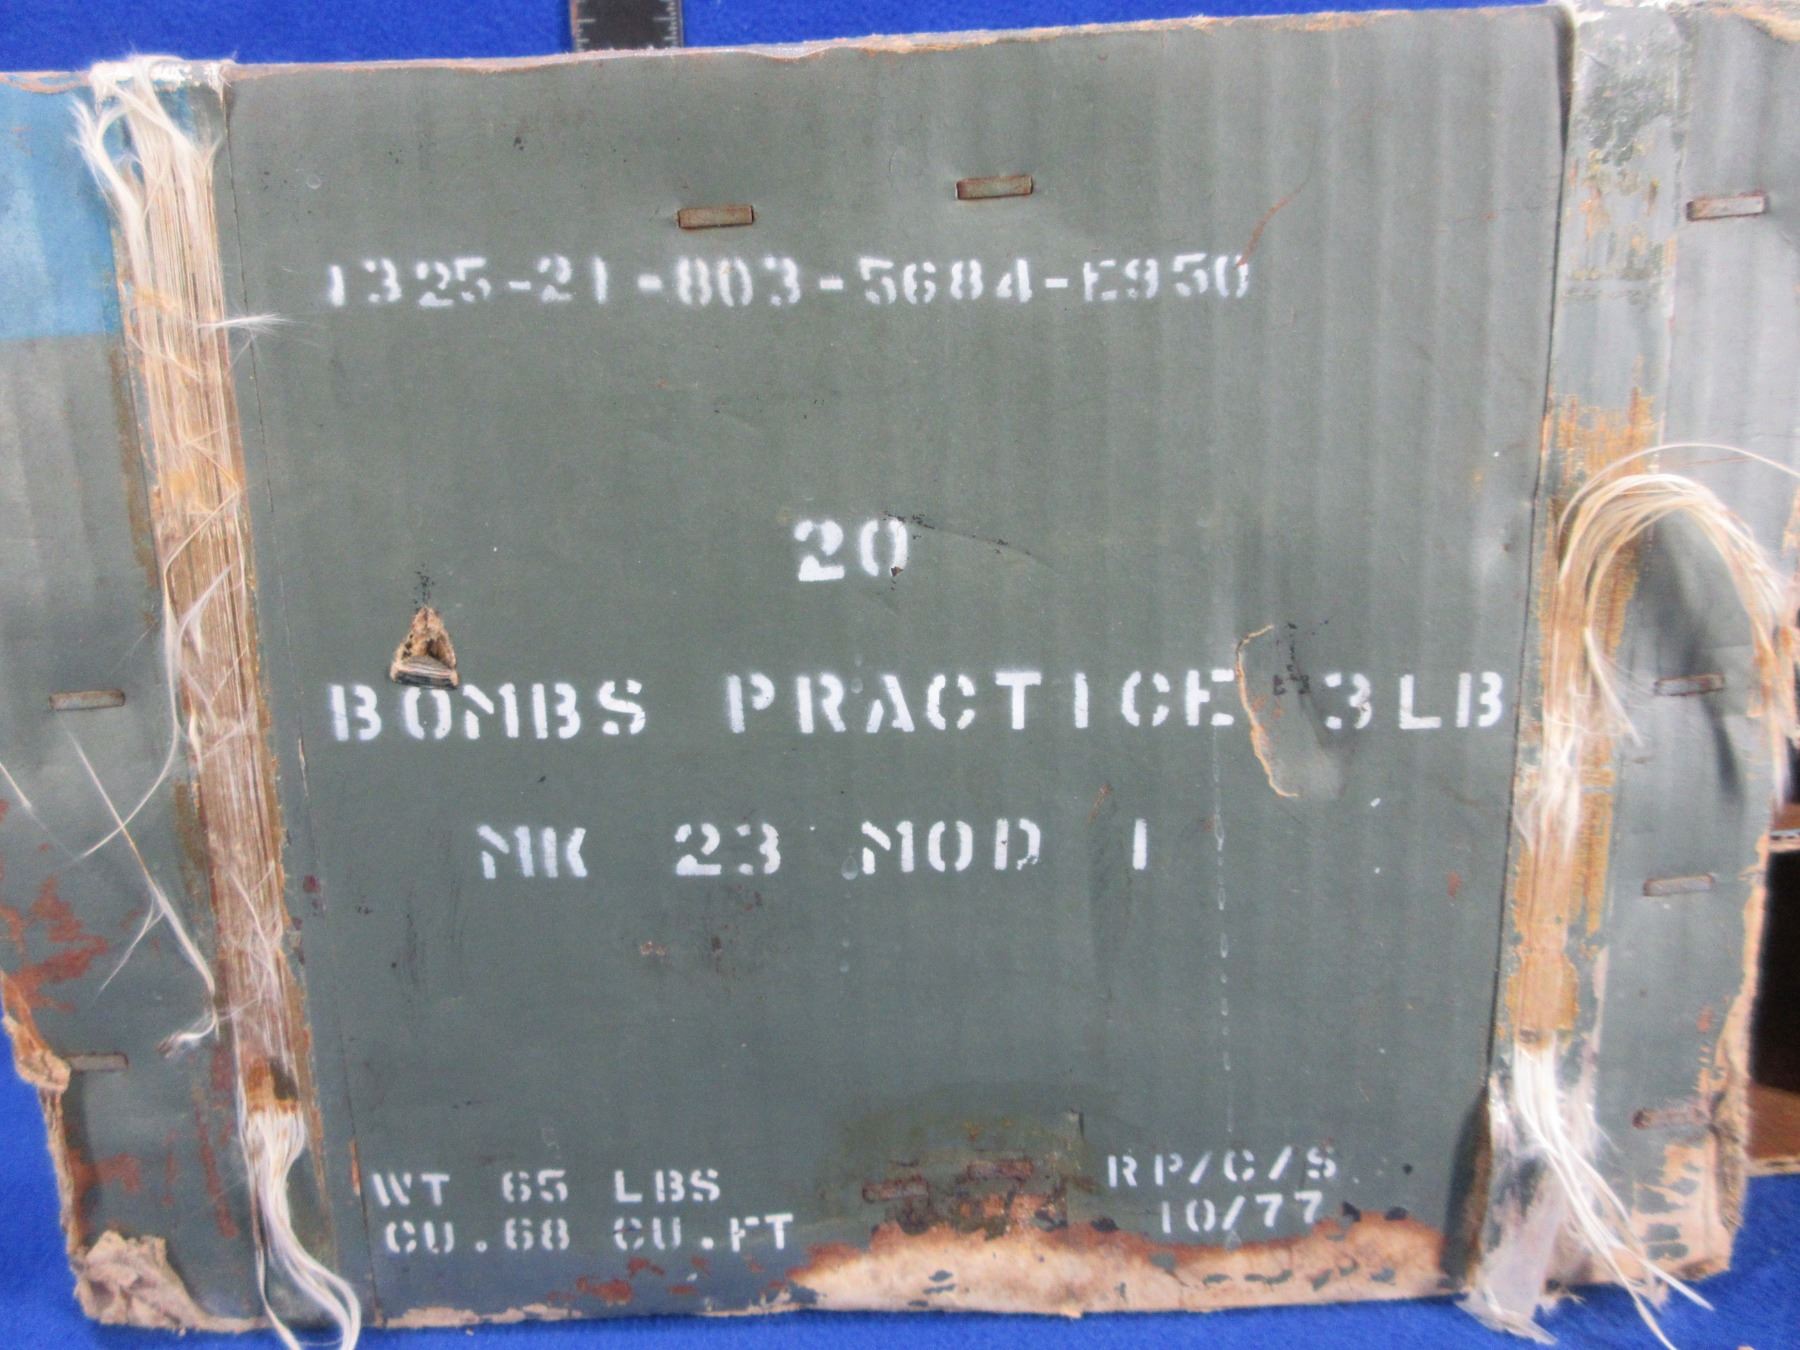 1325-21-803-5684-E950
20
BOMBS PRACTICE 3LB
MK 23 MOD 1
WT 65 LBS
CU.68 CU.FT
RP/C/S
10/77